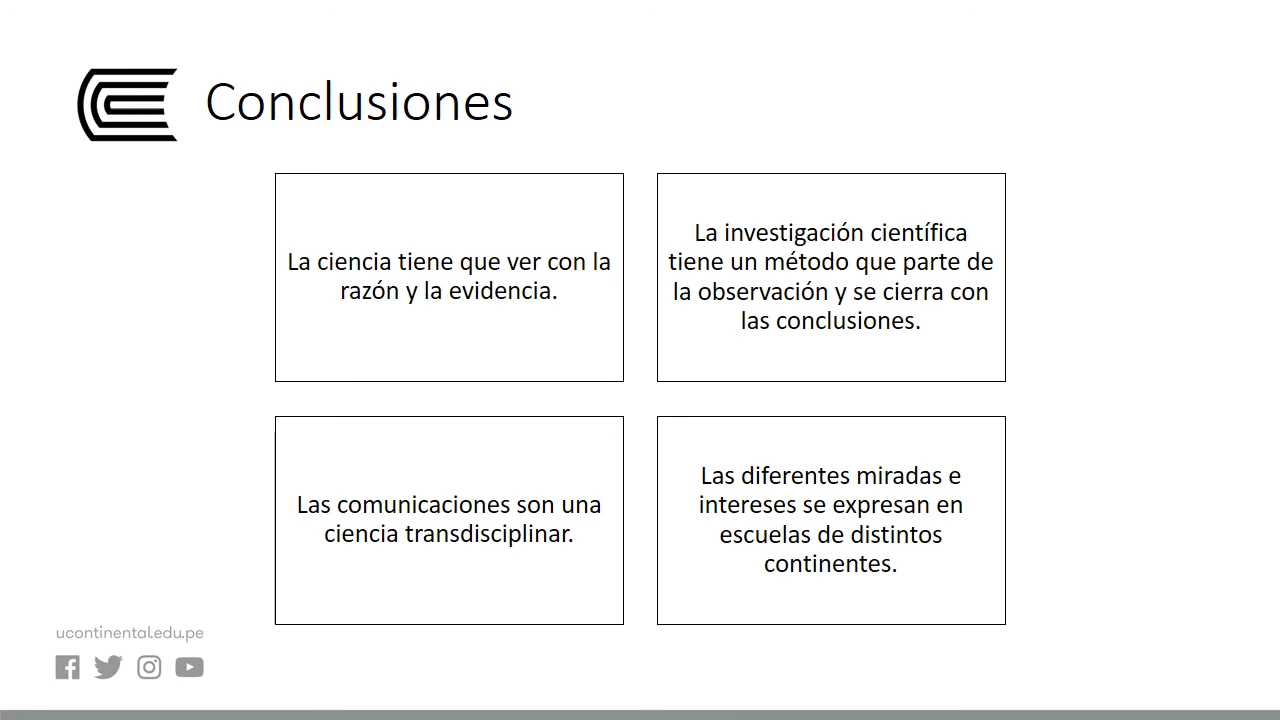 Conclusiones
La ciencia tiene que ver con la
razón y la evidencia.
La investigación científica
tiene un método que parte de
la observación y se cierra con
las conclusiones.
Las comunicaciones son una
ciencia transdisciplinar.
Las diferentes miradas e
intereses se expresan en
escuelas de distintos
continentes.
ucontinental.edu.pe